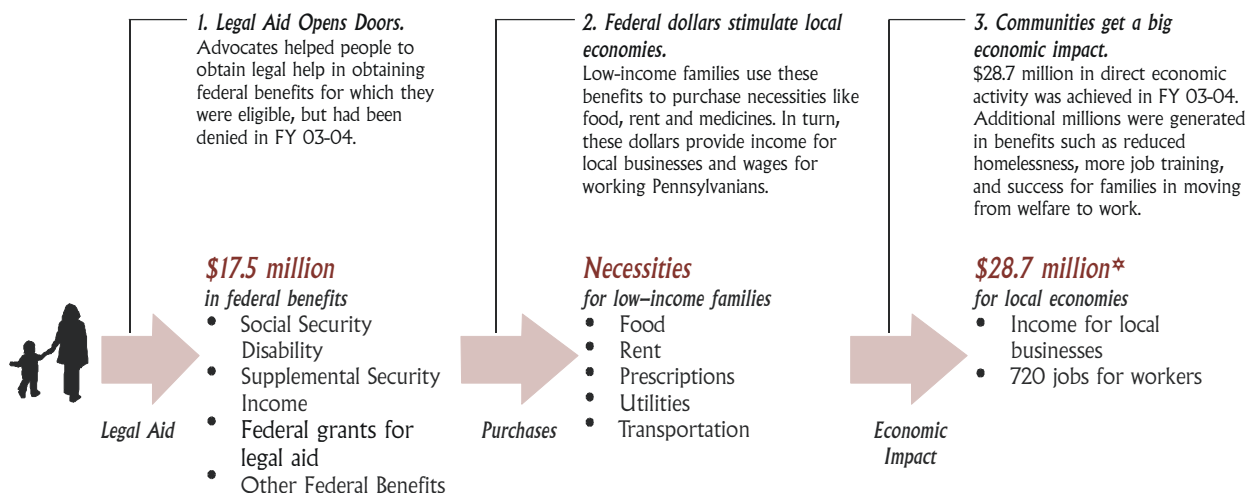 1. Legal Aid Opens Doors.
Advocates helped people to
obtain legal help in obtaining
federal benefits for which they
were eligible, but had been
denied in FY 03-04.
2. Federal dollars stimulate local
economies.
Low-income families use these
benefits to purchase necessities like
food, rent and medicines. In turn,
these dollars provide income for
local businesses and wages for
working Pennsylvanians.
3. Communities get a big
economic impact.
$28.7 million in direct economic
activity was achieved in FY 03-04.
Additional millions were generated
in benefits such as reduced
homelessness, more job training,
and success for families in moving
from welfare to work.
Legal Aid
$17.5 million
in federal benefits
• Social Security
Disability
• Supplemental Security
Income
• Federal grants for
legal aid
• Other Federal Benefits
Purchases
Necessities
for low-income families
• Food
• Rent
• Prescriptions
• Utilities
• Transportation
Economic
Impact
$28.7 million✡
for local economies
• Income for local
businesses
• 720 jobs for workers